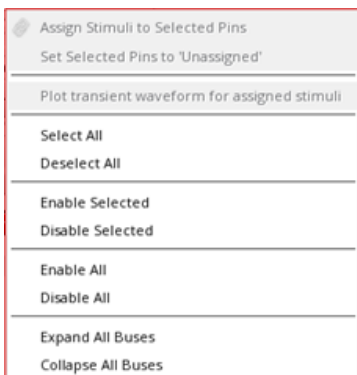 Assign Stimuli to Selected Pins
Set Selected Pins to 'Unassigned'
Plot transient waveform for assigned stimuli
Select All
Deselect All
Enable Selected
Disable Selected
Enable All
Disable All
Expand All Buses
Collapse All Buses